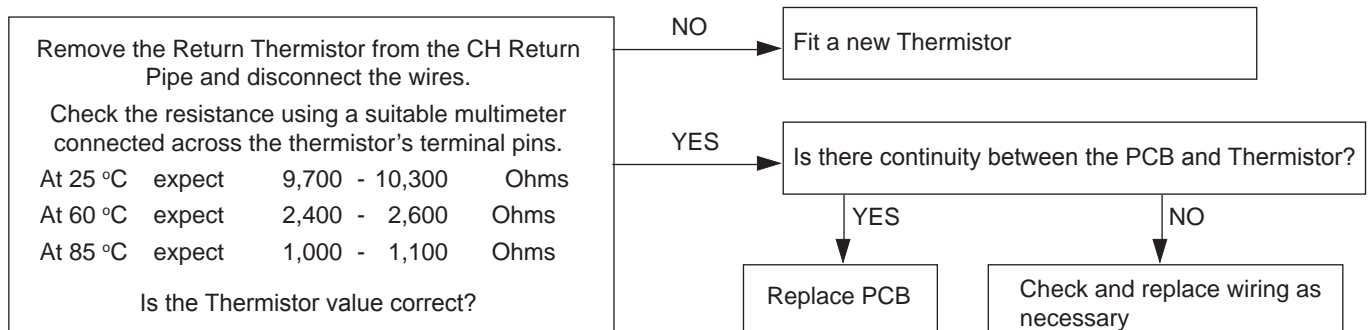 Remove the Return Thermistor from the CH Return
Pipe and disconnect the wires.
Check the resistance using a suitable multimeter
connected across the thermistor's terminal pins.
At 25 °C expect 9,700 - 10,300 Ohms
At 60 °C expect 2,400 - 2,600 Ohms
At 85 °C expect 1,000 - 1,100 Ohms
Is the Thermistor value correct?
NO
Fit a new Thermistor
YES
Is there continuity between the PCB and Thermistor?
YES
NO
Replace PCB
Check and replace wiring as
necessary